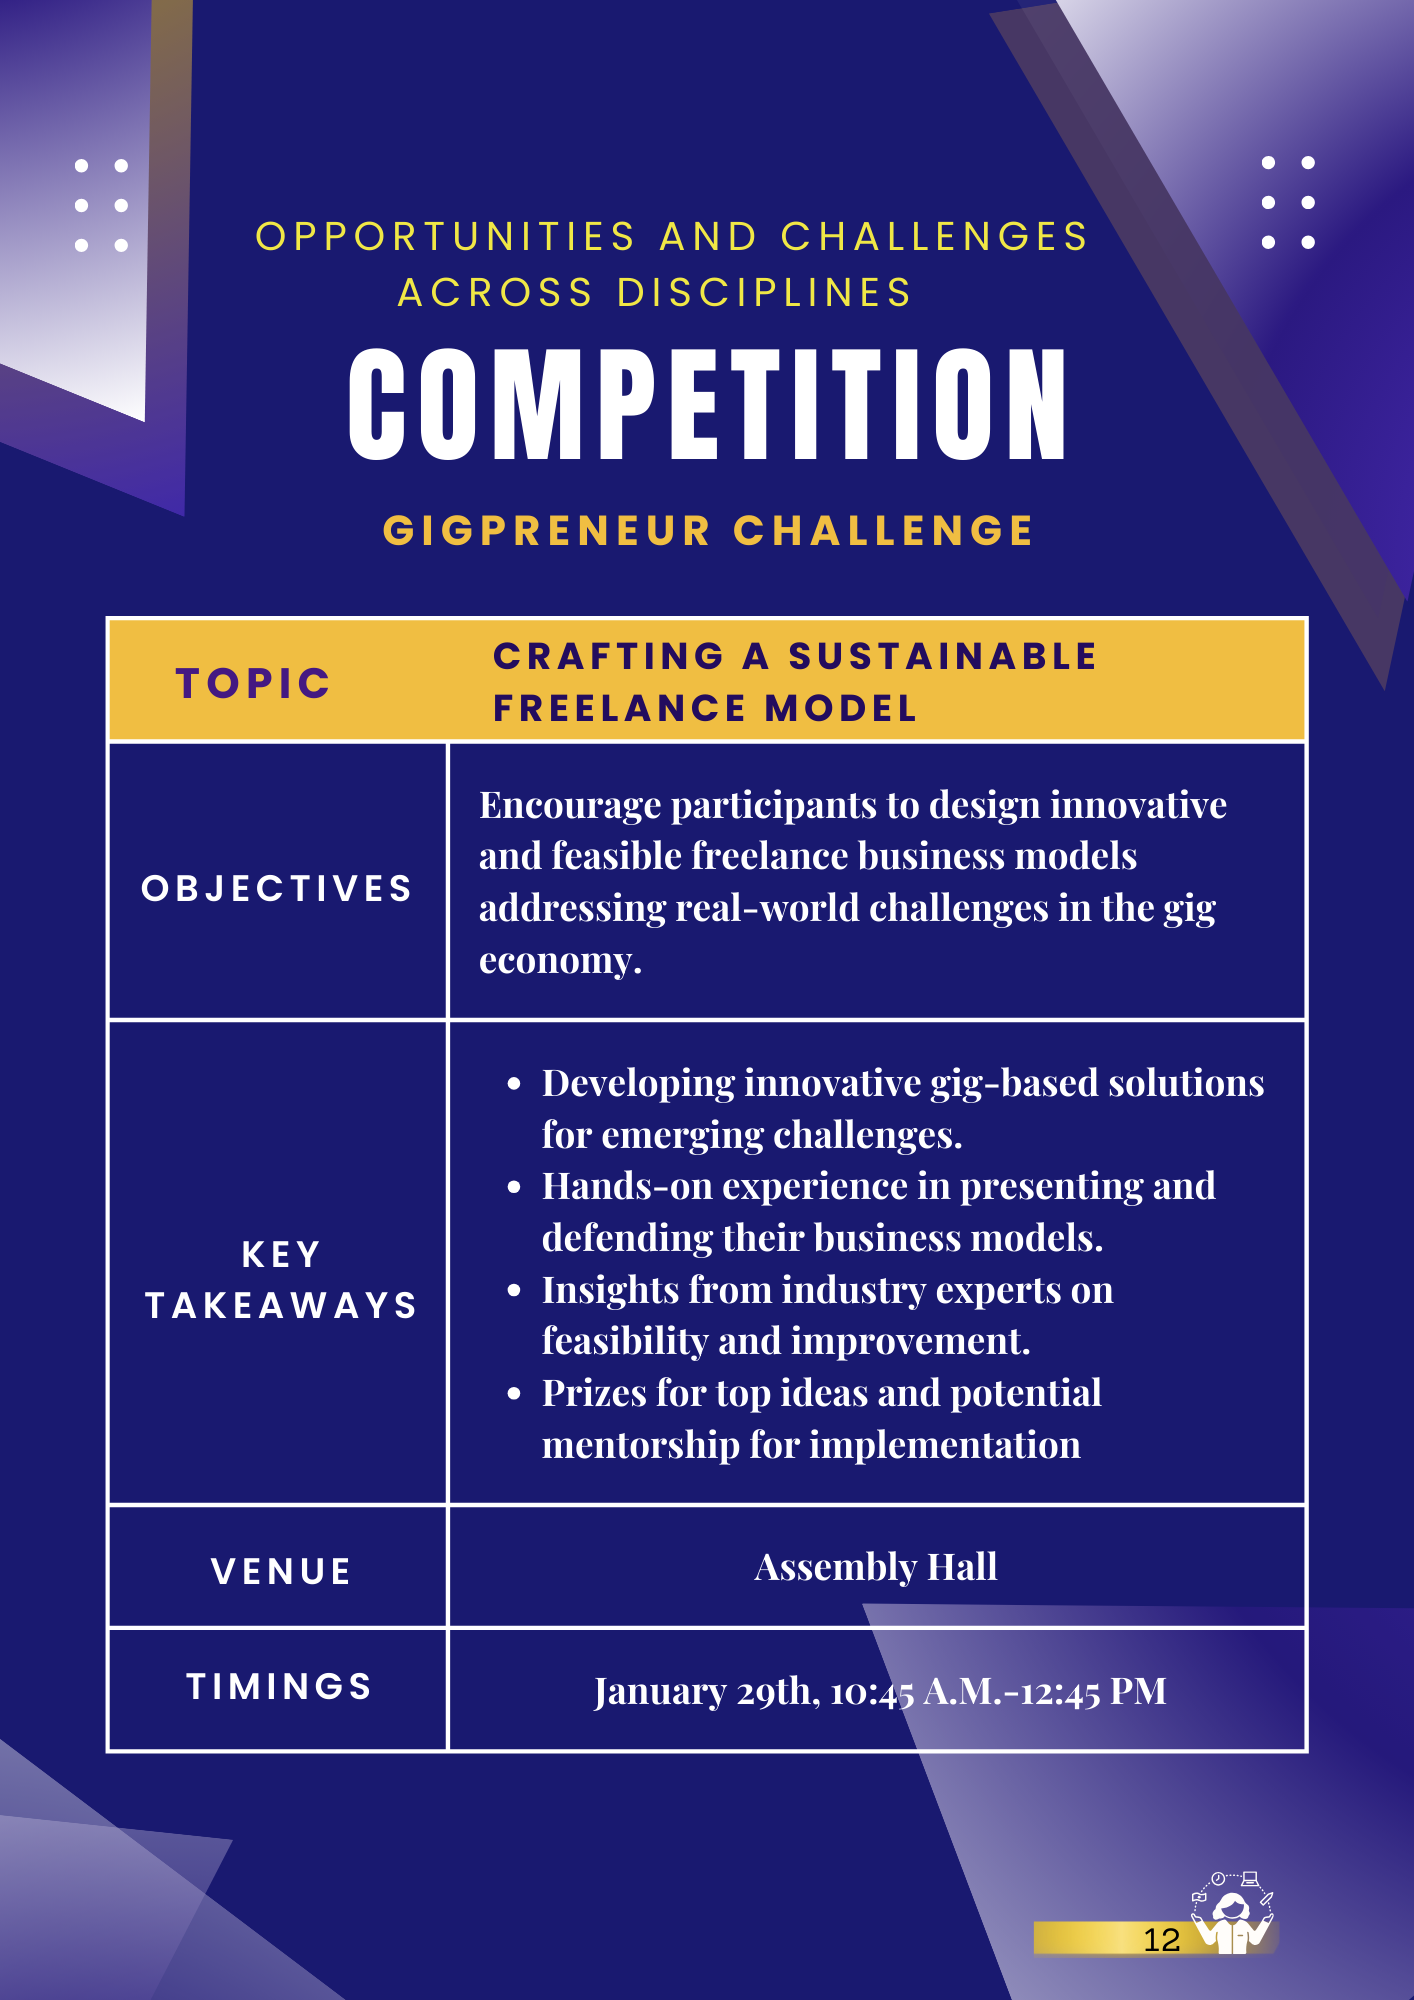 OPPORTUNITIES AND CHALLENGES
ACROSS DISCIPLINES
COMPETITION
GIGPRENEUR CHALLENGE
TOPIC
CRAFTING A SUSTAINABLE
FREELANCE MODEL
OBJECTIVES
Encourage participants to design innovative
and feasible freelance business models
addressing real-world challenges in the gig
economy.
KEY
TAKEAWAYS
• Developing innovative gig-based solutions
for emerging challenges.
• Hands-on experience in presenting and
defending their business models.
• Insights from industry experts on
feasibility and improvement.
• Prizes for top ideas and potential
mentorship for implementation
VENUE
Assembly Hall
TIMINGS
January 29th, 10:45 A.M.-12:45 PM
12